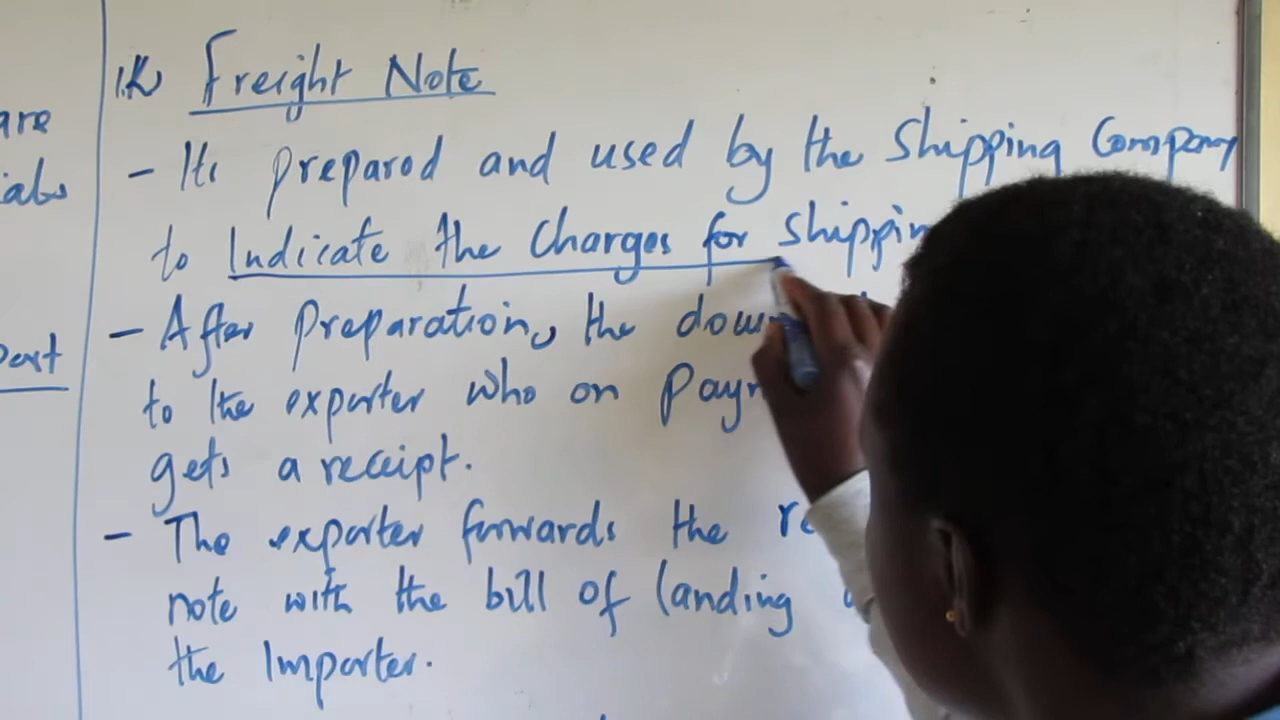 are
iabs
port
1.K) Freight Note
- Its prepared and used by the Shipping Company
to Indicate the Charges for Shippin
- After Preparation, the dow
to the exporter who on Paym
gets a receipt.
- The exporter forwards the re
note with the bill of landing
the Importer.